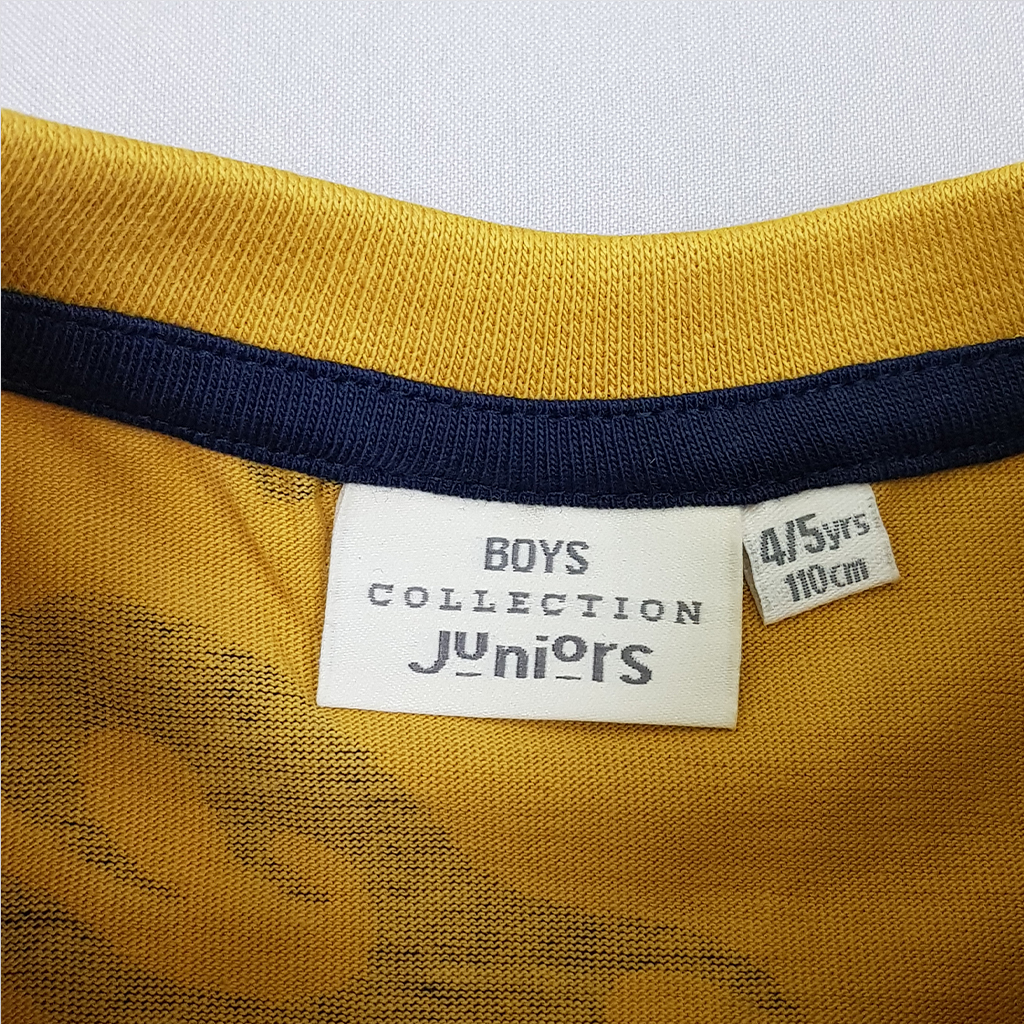 BOYS
COLLECTION
Juniors
4/5yrs
110cm